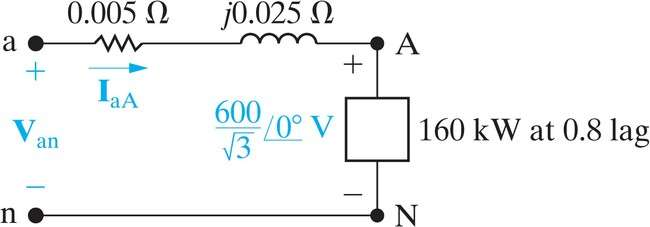 0.005 Ω j0.025 Ω
a A
+ +
I_aA
V_an 600/√3 /0° V 160 kW at 0.8 lag
− −
n N